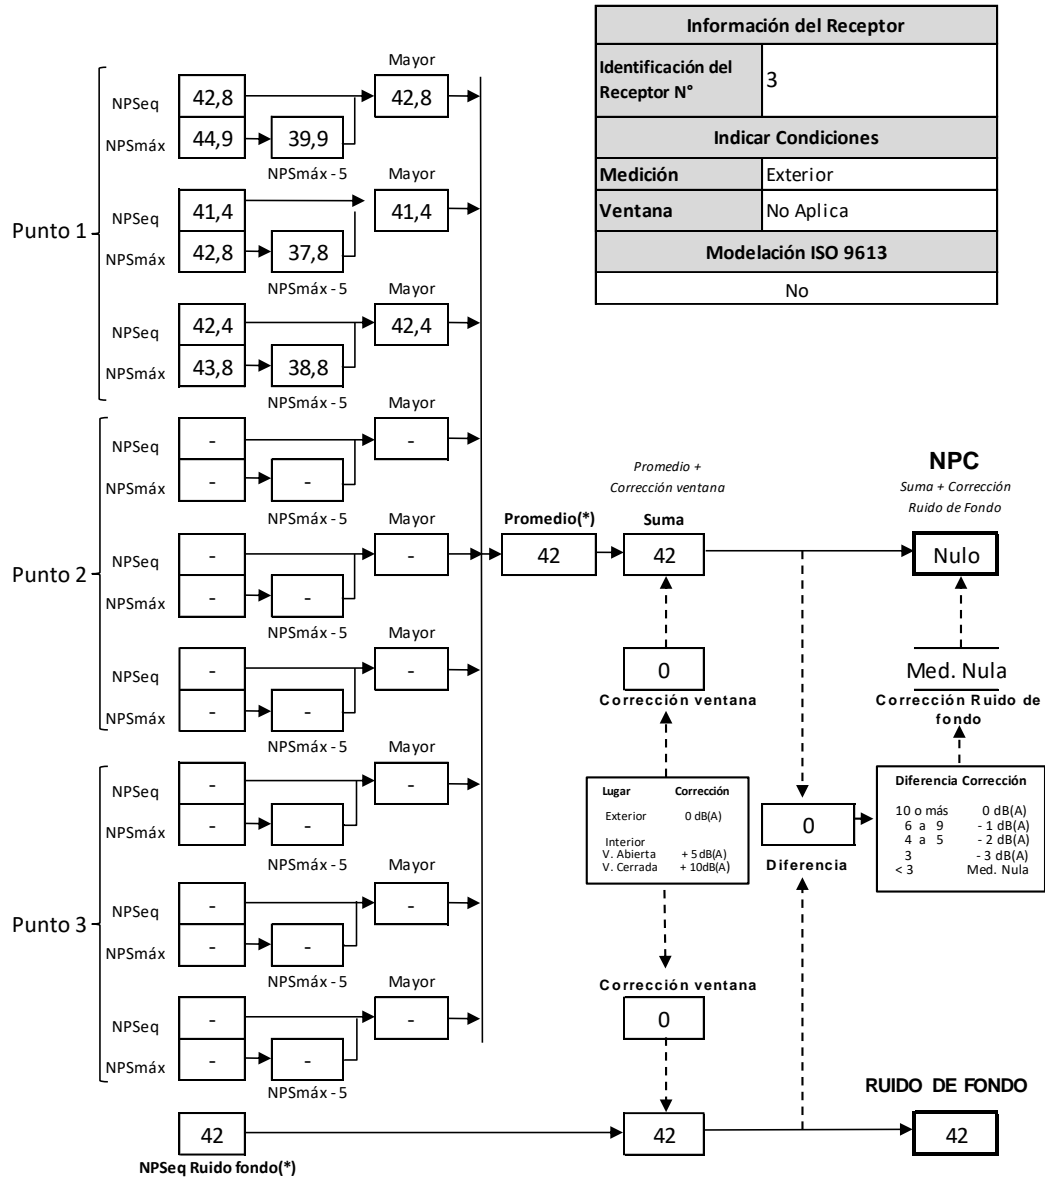 Información del Receptor
Identificación del Receptor N°
3
Indicar Condiciones
Medición
Exterior
Ventana
No Aplica
Modelación ISO 9613
No
Punto 1
Mayor
NPSeq
42,8
42,8
NPSmáx
44,9
39,9
NPSmáx - 5
Mayor
NPSeq
41,4
41,4
NPSmáx
42,8
37,8
NPSmáx - 5
Mayor
NPSeq
42,4
42,4
NPSmáx
43,8
38,8
NPSmáx - 5
Punto 2
Mayor
NPSeq
-
-
NPSmáx
-
-
NPSmáx - 5
Mayor
NPSeq
-
-
NPSmáx
-
-
NPSmáx - 5
Mayor
NPSeq
-
-
NPSmáx
-
-
NPSmáx - 5
Punto 3
Mayor
NPSeq
-
-
NPSmáx
-
-
NPSmáx - 5
Mayor
NPSeq
-
-
NPSmáx
-
-
NPSmáx - 5
Mayor
NPSeq
-
-
NPSmáx
-
-
NPSmáx - 5
Promedio(*)
42
Promedio +
Corrección ventana
Suma
42
NPC
Suma + Corrección
Ruido de Fondo
Nulo
0
Corrección ventana
Med. Nula
Corrección Ruido de
fondo
Lugar Corrección
Exterior 0 dB(A)
Interior
V. Abierta + 5 dB(A)
V. Cerrada + 10dB(A)
0
Diferencia
Diferencia Corrección
10 o más 0 dB(A)
6 a 9 - 1 dB(A)
4 a 5 - 2 dB(A)
3 - 3 dB(A)
< 3 Med. Nula
Corrección ventana
0
42
NPSeq Ruido fondo(*)
42
RUIDO DE FONDO
42